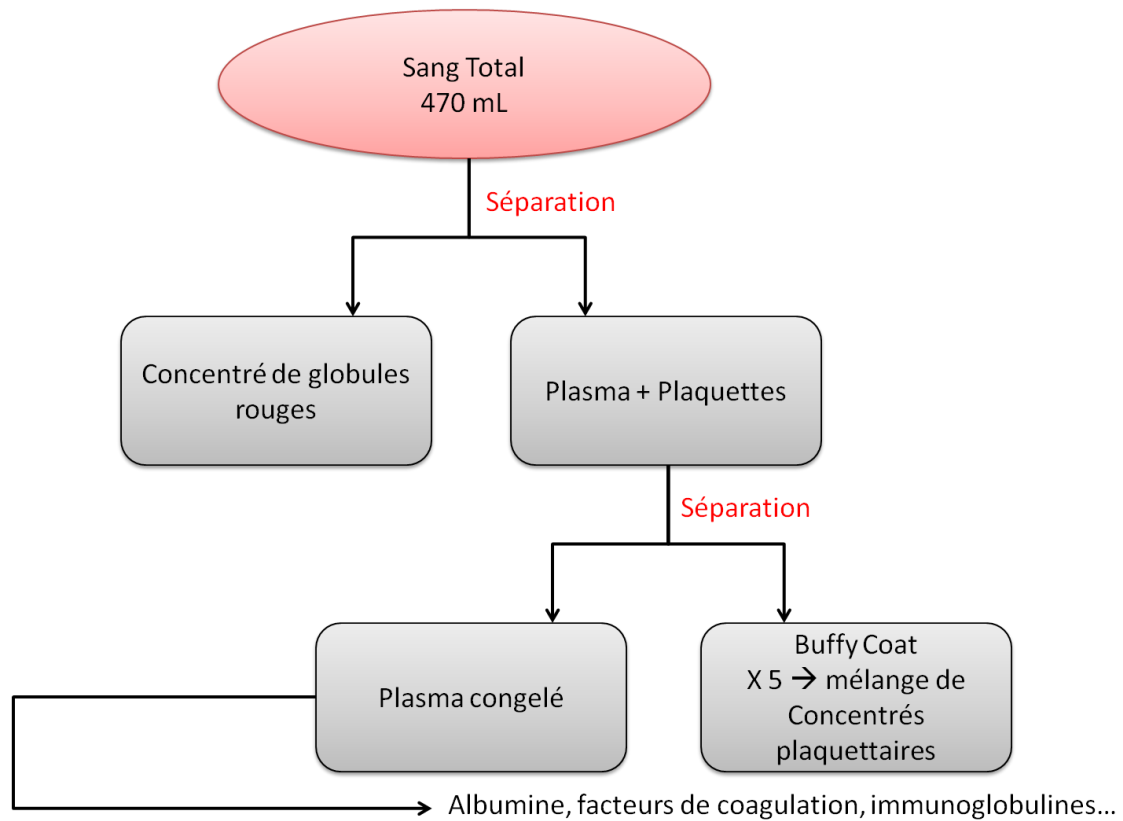 Sang Total
470 mL
Séparation
Concentré de globules
rouges
Plasma + Plaquettes
Séparation
Plasma congelé
Buffy Coat
X 5 → mélange de
Concentrés
plaquettaires
Albumine, facteurs de coagulation, immunoglobulines...